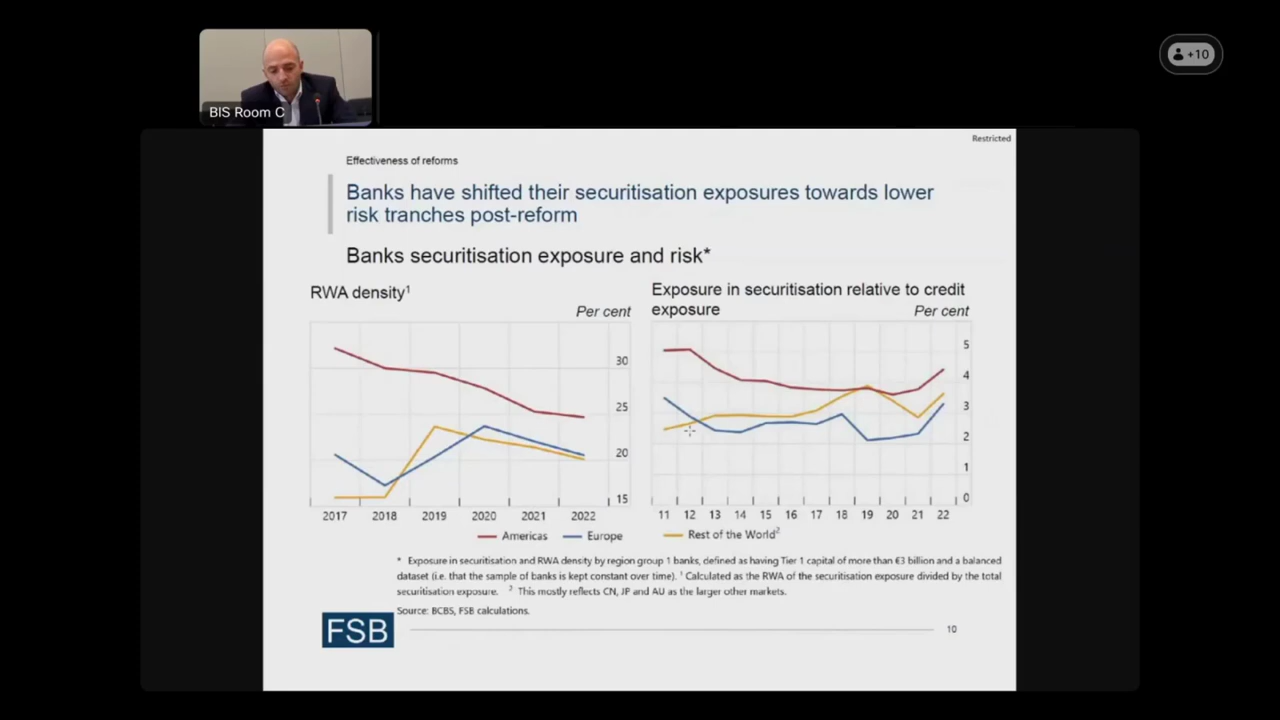 +10
BIS Room C
Restricted
Effectiveness of reforms
Banks have shifted their securitisation exposures towards lower
risk tranches post-reform
Banks securitisation exposure and risk*
RWA density¹
Per cent
30
25
20
15
2017 2018 2019 2020 2021 2022
Exposure in securitisation relative to credit
exposure
Per cent
5
4
3
2
1
0
11 12 13 14 15 16 17 18 19 20 21 22
Americas Europe Rest of the World²
* Exposure in securitisation and RWA density by region group 1 banks, defined as having Tier 1 capital of more than €3 billion and a balanced
dataset (i.e. that the sample of banks is kept constant over time). ¹ Calculated as the RWA of the securitisation exposure divided by the total
securitisation exposure. ² This mostly reflects CN, JP and AU as the larger other markets.
Source: BCBS, FSB calculations.
FSB
10